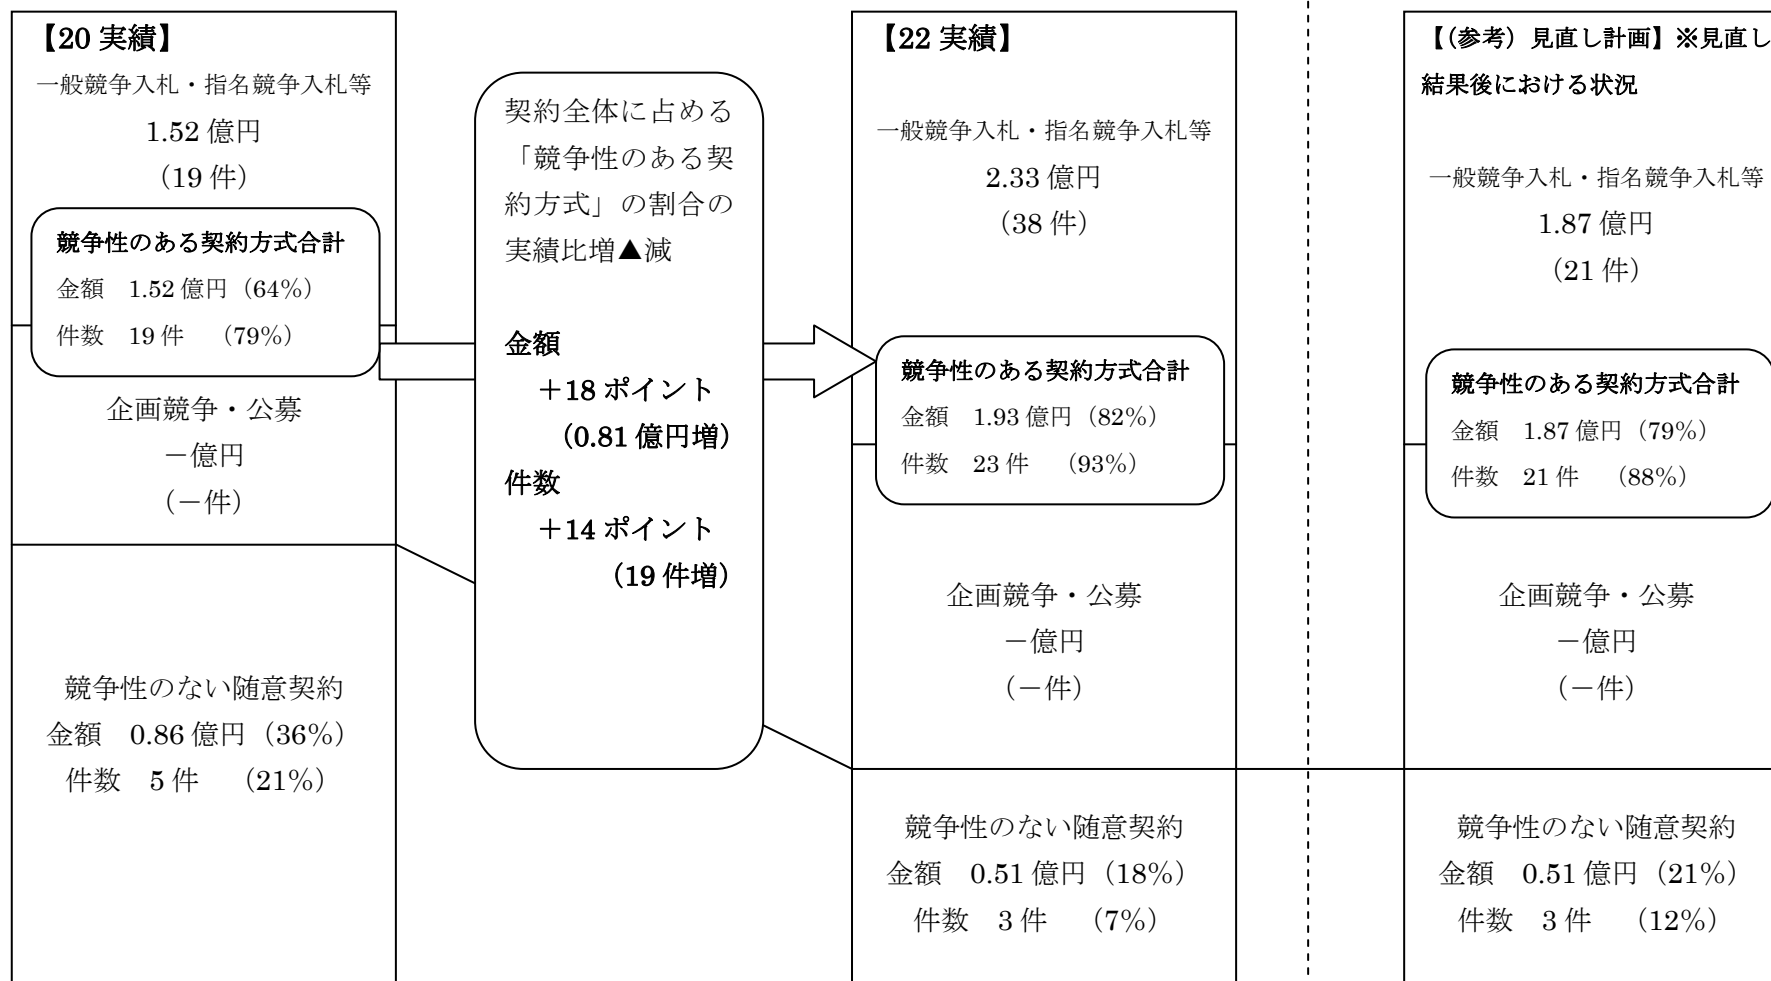 【20 実績】
一般競争入札・指名競争入札等
1.52 億円
（19 件）
競争性のある契約方式合計
金額　1.52 億円（64%）
件数　19 件　（79%）
企画競争・公募
－億円
（－件）
競争性のない随意契約
金額　0.86 億円（36%）
件数　5 件　（21%）
契約全体に占める
「競争性のある契
約方式」の割合の
実績比増▲減
金額
＋18 ポイント
（0.81 億円増）
件数
＋14 ポイント
（19 件増）
【22 実績】
一般競争入札・指名競争入札等
2.33 億円
（38 件）
競争性のある契約方式合計
金額　1.93 億円（82%）
件数　23 件　（93%）
企画競争・公募
－億円
（－件）
競争性のない随意契約
金額　0.51 億円（18%）
件数　3 件　（7%）
【（参考）見直し計画】※見直し
結果後における状況
一般競争入札・指名競争入札等
1.87 億円
（21 件）
競争性のある契約方式合計
金額　1.87 億円（79%）
件数　21 件　（88%）
企画競争・公募
－億円
（－件）
競争性のない随意契約
金額　0.51 億円（21%）
件数　3 件　（12%）